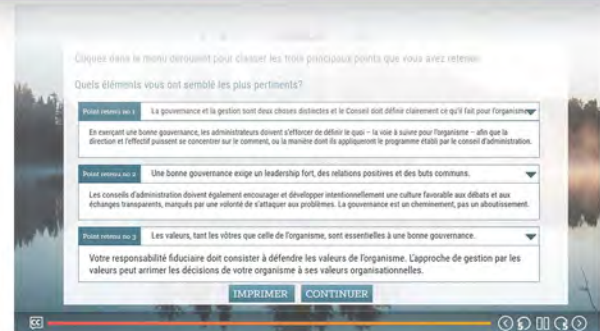 Cliquez dans le menu déroulant pour classer les trois principaux points que vous avez retenus.
Quels éléments vous ont semblé les plus pertinents?
Point retenu no 1 La gouvernance et la gestion sont deux choses distinctes et le Conseil doit définir clairement ce qu'il fait pour l'organisme
En exerçant une bonne gouvernance, les administrateurs doivent s'efforcer de définir le quoi – la voie à suivre pour l'organisme – afin que la
direction et l'effectif puissent se concentrer sur le comment, ou la manière dont ils appliqueront le programme établi par le conseil d'administration.
Point retenu no 2 Une bonne gouvernance exige un leadership fort, des relations positives et des buts communs.
Les conseils d'administration doivent également encourager et développer intentionnellement une culture favorable aux débats et aux
échanges transparents, marqués par une volonté de s'attaquer aux problèmes. La gouvernance est un cheminement, pas un aboutissement.
Point retenu no 3 Les valeurs, tant les vôtres que celle de l'organisme, sont essentielles à une bonne gouvernance.
Votre responsabilité fiduciaire doit consister à défendre les valeurs de l'organisme. L'approche de gestion par les
valeurs peut arrimer les décisions de votre organisme à ses valeurs organisationnelles.
IMPRIMER CONTINUER
CC